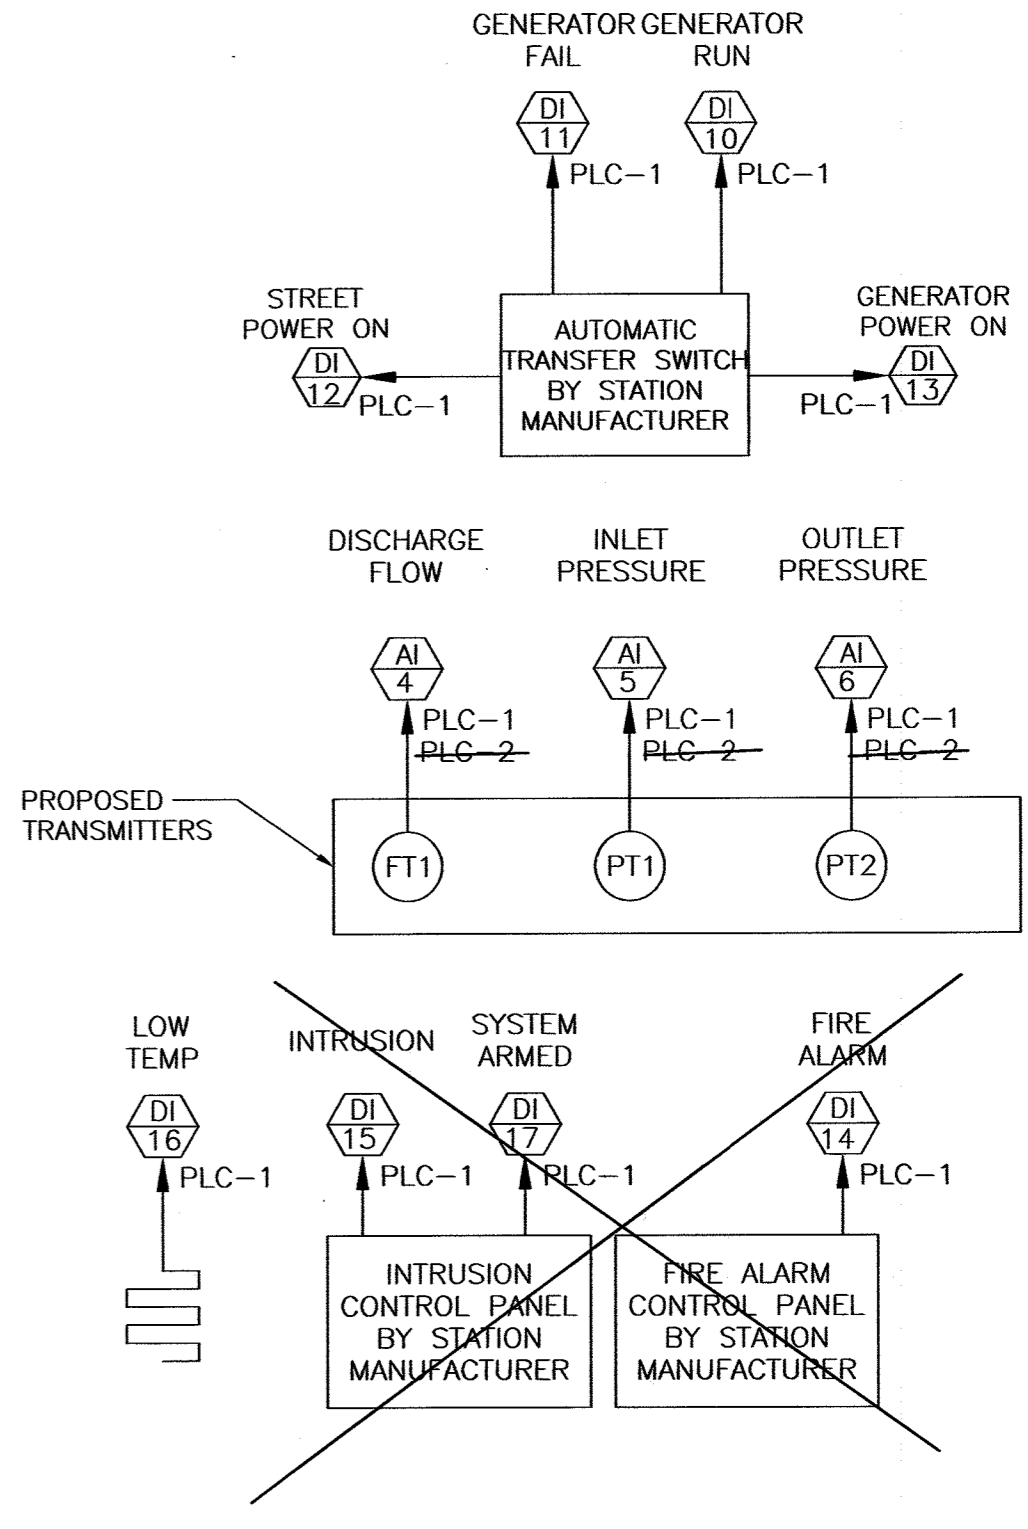 GENERATOR
FAIL
GENERATOR
RUN
DI
11
PLC-1
DI
10
PLC-1
STREET
POWER ON
DI
12
PLC-1
AUTOMATIC
TRANSFER SWITCH
BY STATION
MANUFACTURER
GENERATOR
POWER ON
DI
13
PLC-1
DISCHARGE
FLOW
INLET
PRESSURE
OUTLET
PRESSURE
AI
4
PLC-1
PLC-2
AI
5
PLC-1
PLC-2
AI
6
PLC-1
PLC-2
PROPOSED
TRANSMITTERS
FT1
PT1
PT2
LOW
TEMP
DI
16
PLC-1
INTRUSION
DI
15
PLC-1
SYSTEM
ARMED
DI
17
PLC-1
FIRE
ALARM
DI
14
PLC-1
INTRUSION
CONTROL PANEL
BY STATION
MANUFACTURER
FIRE ALARM
CONTROL PANEL
BY STATION
MANUFACTURER